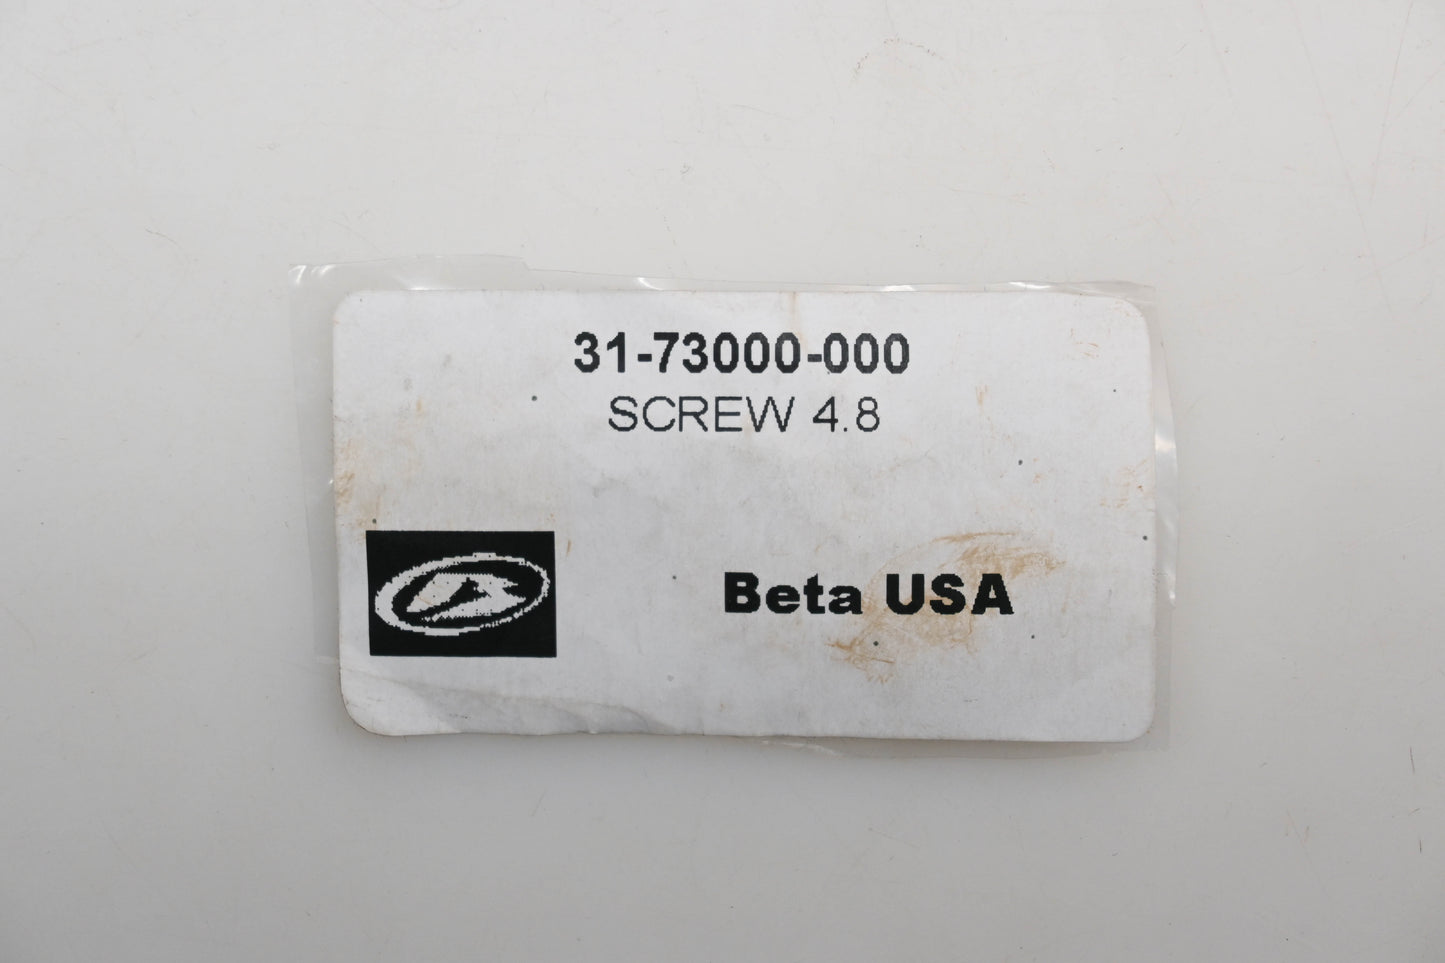 31-73000-000
SCREW 4.8
Beta USA